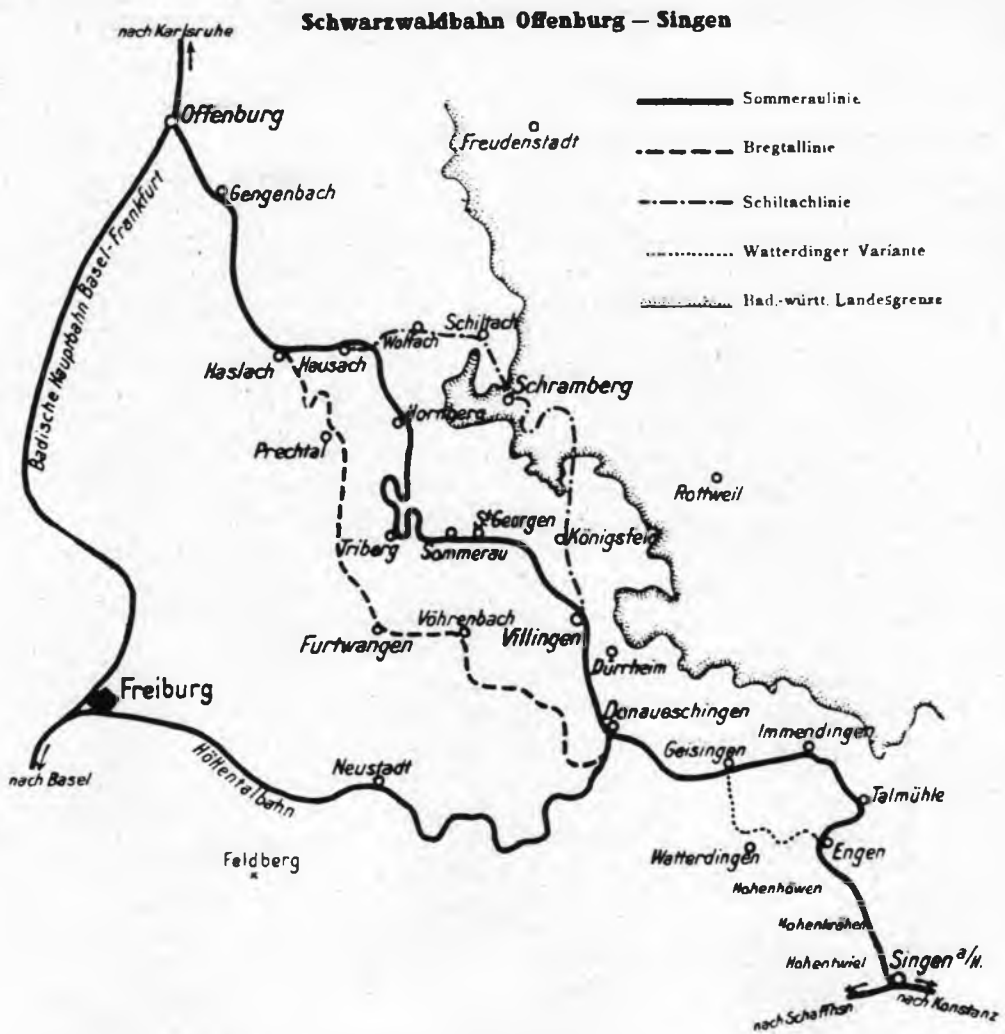 Schwarzwaldbahn Offenburg — Singen
nach Karlsruhe
Sommeraulinie
Offenburg
Freudenstadt
Bregtallinie
Gengenbach
Schiltachlinie
Badische Hauptbahn Basel-Frankfurt
Watterdinger Variante
Bad.-württ. Landesgrenze
Schiltach
Wolfach
Haslach
Hausach
Schramberg
Hornberg
Prechtal
Rottweil
St Georgen
Triberg
Sommerau
Königsfeld
Vöhrenbach
Furtwangen
Villingen
Dürrheim
Freiburg
Donaueschingen
Immendingen
Geisingen
nach Basel
Höllentalbahn
Neustadt
Talmühle
Feldberg
Watterdingen
Engen
Hohenhöwen
Hohenkrähen
Hohentwiel
Singen a/H.
nach Schaffhsn
nach Konstanz